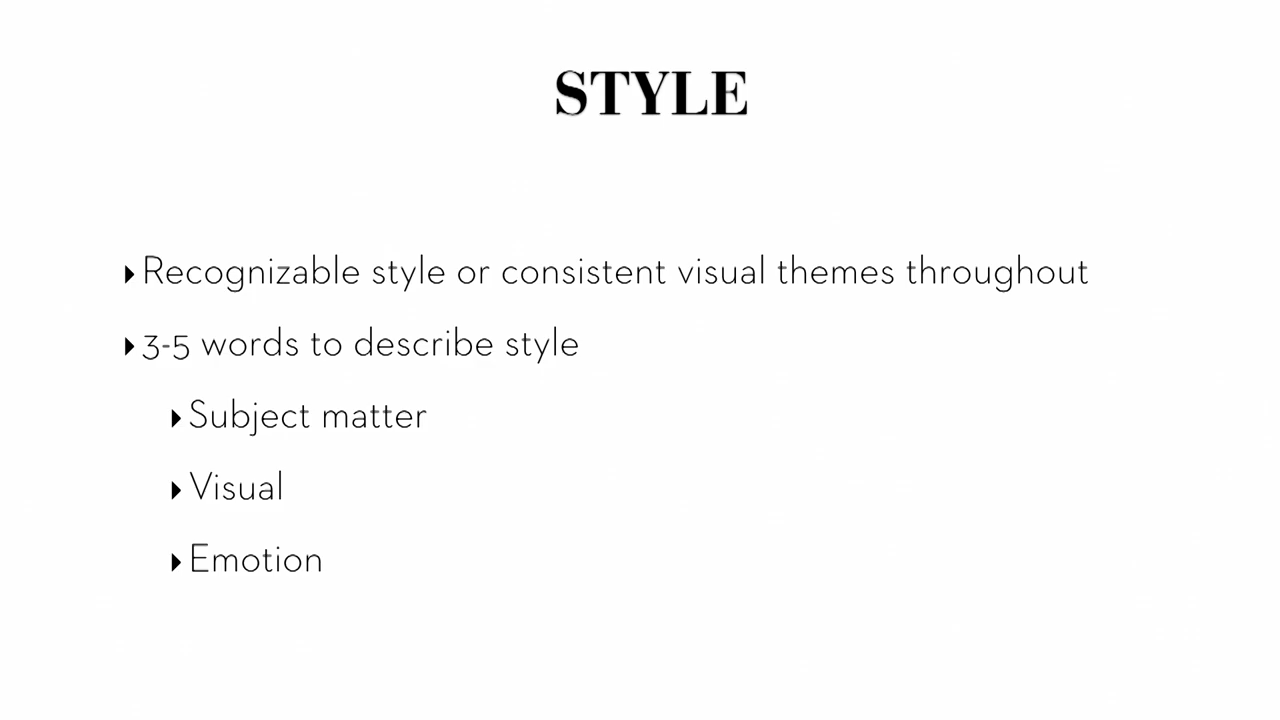 STYLE
Recognizable style or consistent visual themes throughout
3-5 words to describe style
Subject matter
Visual
Emotion